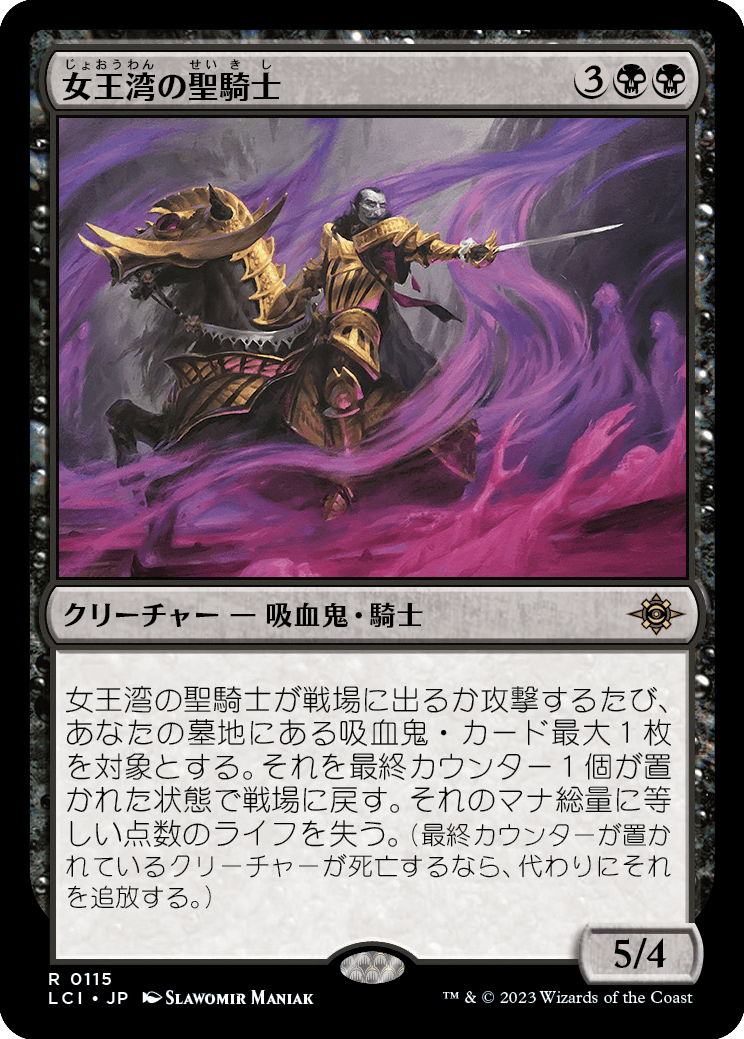 じょおうわん せいきし
女王湾の聖騎士 3
クリーチャー — 吸血鬼・騎士
女王湾の聖騎士が戦場に出るか攻撃するたび、
あなたの墓地にある吸血鬼・カード最大１枚
を対象とする。それを最終カウンター１個が置
かれた状態で戦場に戻す。それのマナ総量に等
しい点数のライフを失う。（最終カウンターが置か
れているクリーチャーが死亡するなら、代わりにそれ
を追放する。）
5/4
R 0115
LCI • JP Slawomir Maniak ™ & © 2023 Wizards of the Coast